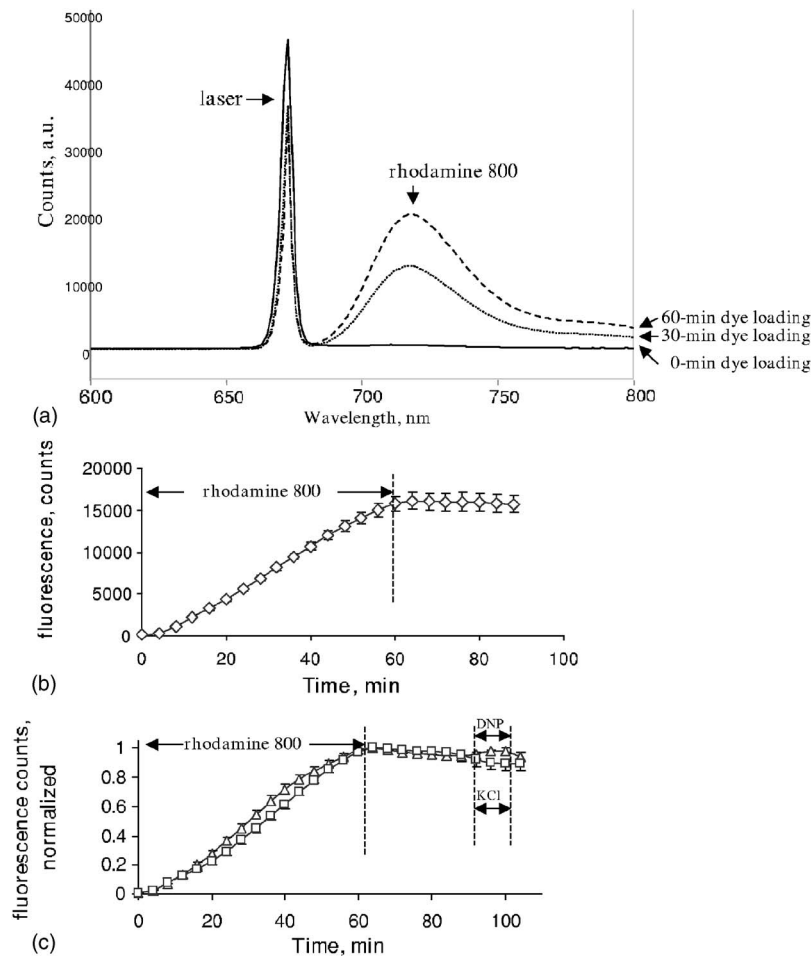 50000
40000
30000
20000
10000
0
Counts, a.u.
laser
rhodamine 800
60-min dye loading
30-min dye loading
0-min dye loading
600 650 700 750 800
Wavelength, nm
(a)
20000
15000
10000
5000
0
fluorescence, counts
rhodamine 800
0 20 40 60 80 100
Time, min
(b)
1
0.8
0.6
0.4
0.2
0
fluorescence counts,
normalized
rhodamine 800
DNP
KCl
0 20 40 60 80 100
Time, min
(c)